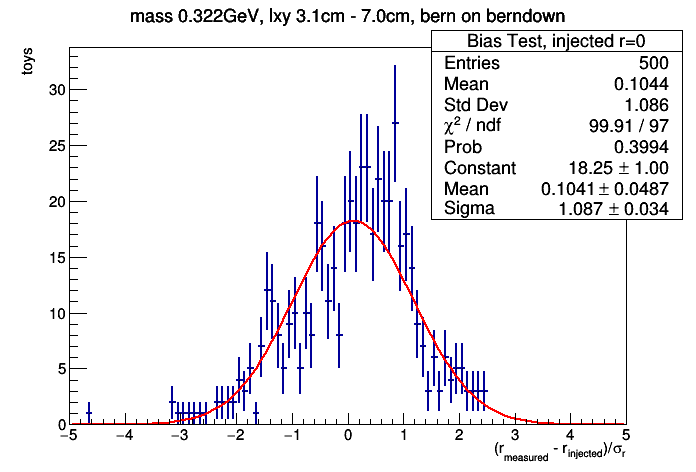 mass 0.322GeV, lxy 3.1cm - 7.0cm, bern on berndown
toys
Bias Test, injected r=0
Entries 500
Mean 0.1044
Std Dev 1.086
χ² / ndf 99.91 / 97
Prob 0.3994
Constant 18.25 ± 1.00
Mean 0.1041 ± 0.0487
Sigma 1.087 ± 0.034
30
25
20
15
10
5
0
−5 −4 −3 −2 −1 0 1 2 3 4 5
(r_measured - r_injected)/σ_r